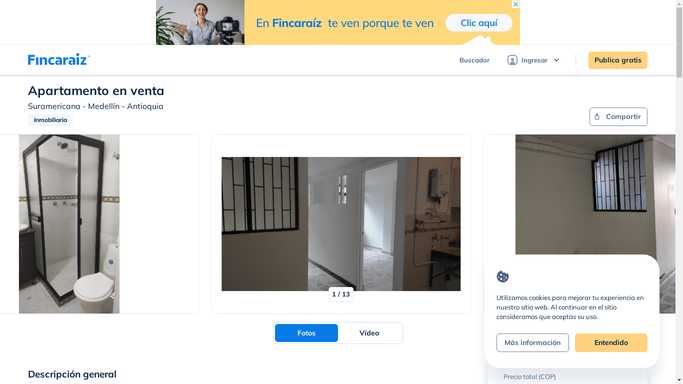 En Fincaraíz te ven porque te ven
Clic aquí
Fincaraíz
Buscador
Ingresar
Publica gratis
Apartamento en venta
Suramericana - Medellín - Antioquia
Inmobiliaria
Compartir
1 / 13
Utilizamos cookies para mejorar tu experiencia en
nuestro sitio web. Al continuar en el sitio
consideramos que aceptas su uso.
Más información
Entendido
Fotos
Vídeo
Descripción general
Precio total (COP)